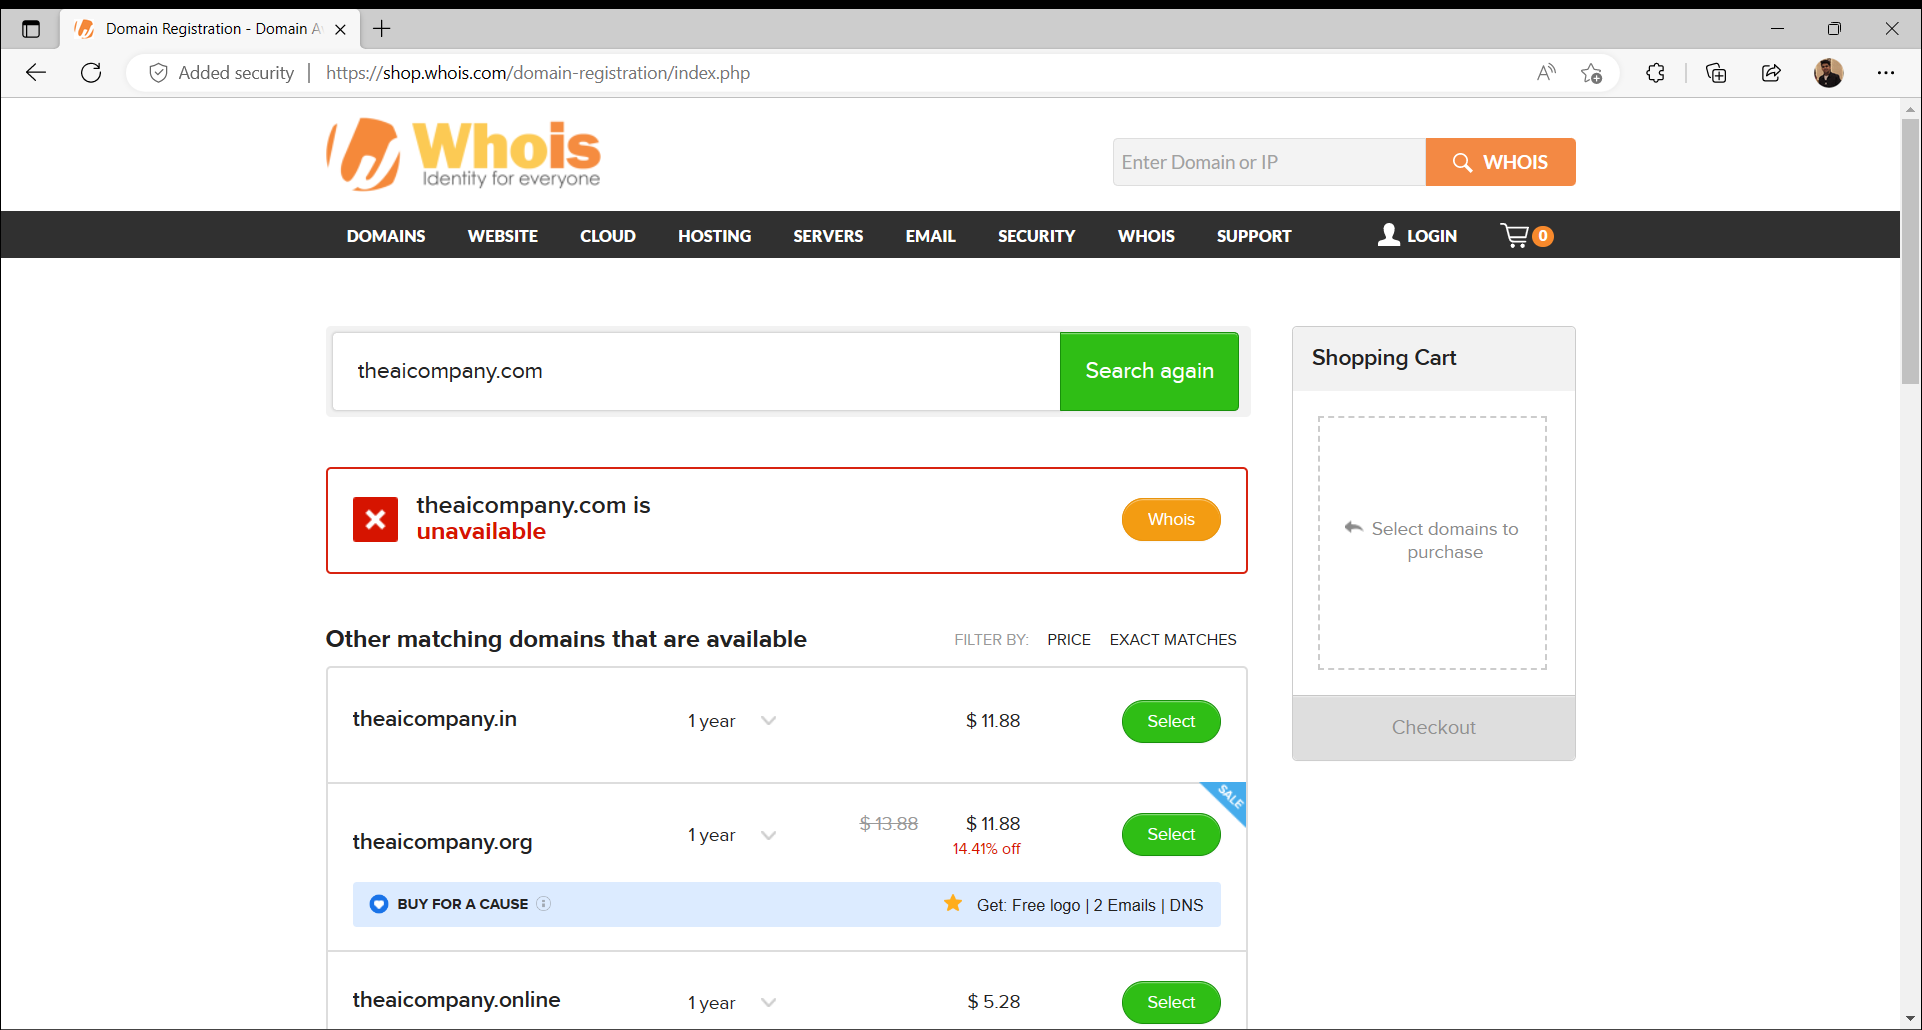 Domain Registration - Domain A
Added security | https://shop.whois.com/domain-registration/index.php
Whois
Identity for everyone
Enter Domain or IP
WHOIS
DOMAINS WEBSITE CLOUD HOSTING SERVERS EMAIL SECURITY WHOIS SUPPORT LOGIN 0
theaicompany.com
Search again
Shopping Cart
Select domains to
purchase
Checkout
theaicompany.com is
unavailable
Whois
Other matching domains that are available
FILTER BY: PRICE EXACT MATCHES
theaicompany.in 1 year $ 11.88 Select
SALE
theaicompany.org 1 year $ 13.88 $ 11.88 Select
14.41% off
BUY FOR A CAUSE Get: Free logo | 2 Emails | DNS
theaicompany.online 1 year $ 5.28 Select